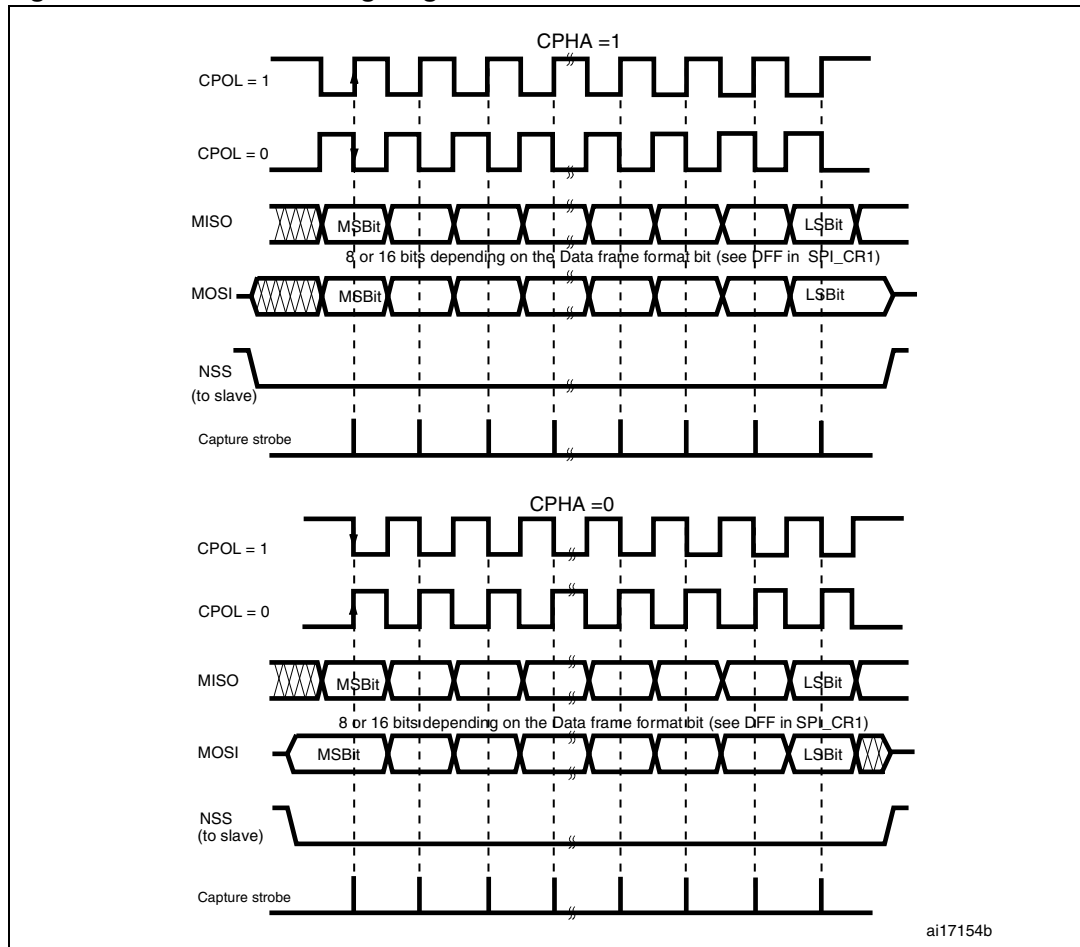 CPHA =1
CPOL = 1
CPOL = 0
MISO
MSBit
LSBit
8 or 16 bits depending on the Data frame format bit (see DFF in SPI_CR1)
MOSI
MSBit
LSBit
NSS
(to slave)
Capture strobe
CPHA =0
CPOL = 1
CPOL = 0
MISO
MSBit
LSBit
8 or 16 bits depending on the Data frame format bit (see DFF in SPI_CR1)
MOSI
MSBit
LSBit
NSS
(to slave)
Capture strobe
ai17154b